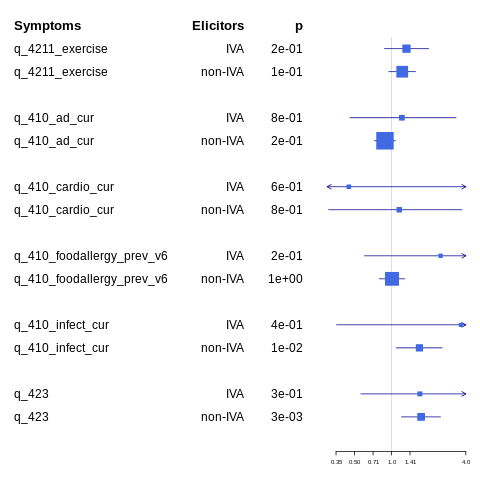 Symptoms Elicitors p
q_4211_exercise IVA 2e-01
q_4211_exercise non-IVA 1e-01
q_410_ad_cur IVA 8e-01
q_410_ad_cur non-IVA 2e-01
q_410_cardio_cur IVA 6e-01
q_410_cardio_cur non-IVA 8e-01
q_410_foodallergy_prev_v6 IVA 2e-01
q_410_foodallergy_prev_v6 non-IVA 1e+00
q_410_infect_cur IVA 4e-01
q_410_infect_cur non-IVA 1e-02
q_423 IVA 3e-01
q_423 non-IVA 3e-03
0.35 0.50 0.71 1.0 1.41 4.0